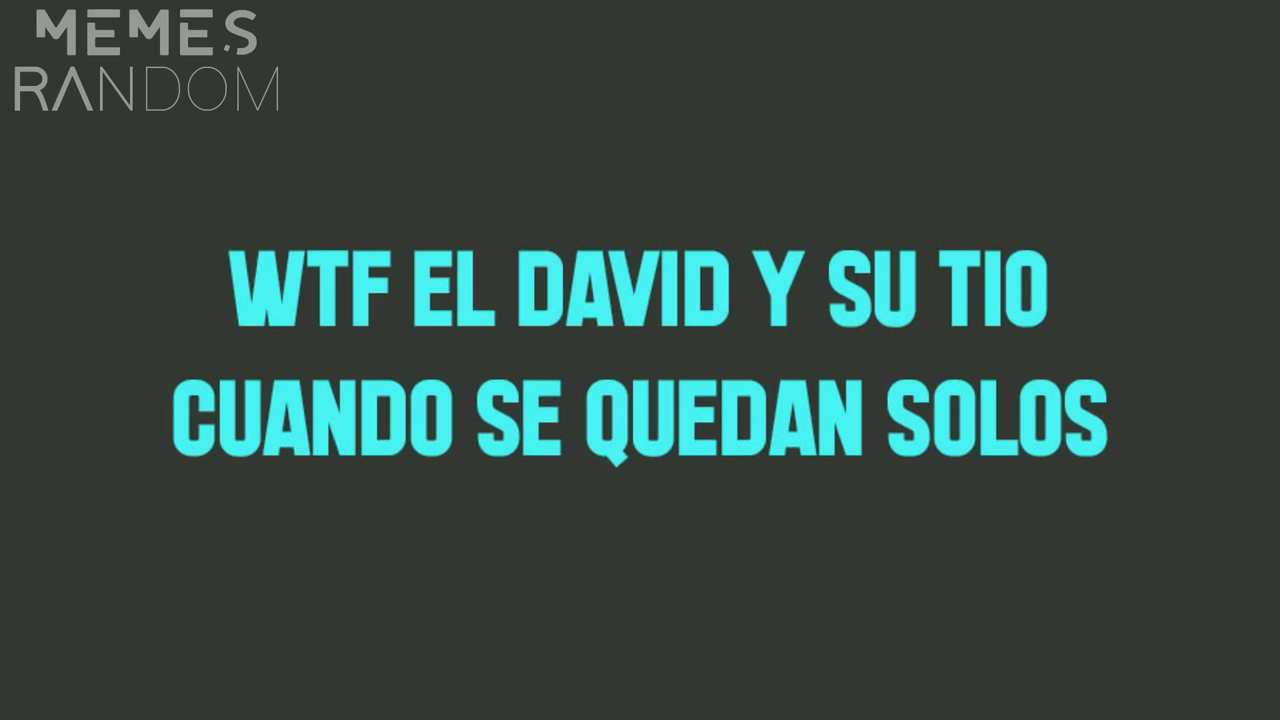 MEMES
RANDOM
WTF EL DAVID Y SU TIO
CUANDO SE QUEDAN SOLOS